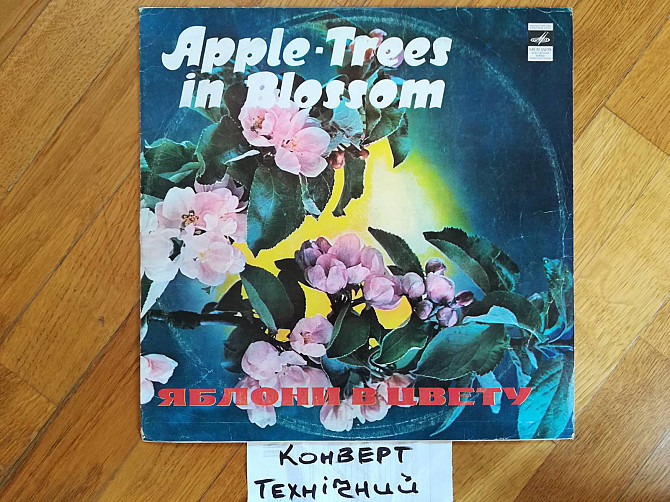 Apple-Trees
in Blossom
ЯБЛОНИ В ЦВЕТУ
КОНВЕРТ
ТЕХНІЧНИЙ